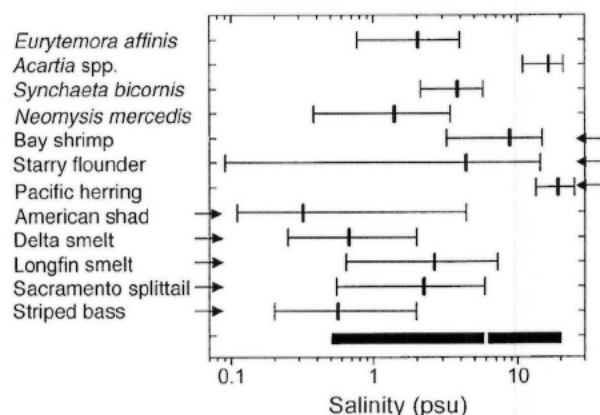 Eurytemora affinis
Acartia spp.
Synchaeta bicornis
Neomysis mercedis
Bay shrimp
Starry flounder
Pacific herring
American shad
Delta smelt
Longfin smelt
Sacramento splittail
Striped bass
0.1 1 10
Salinity (psu)